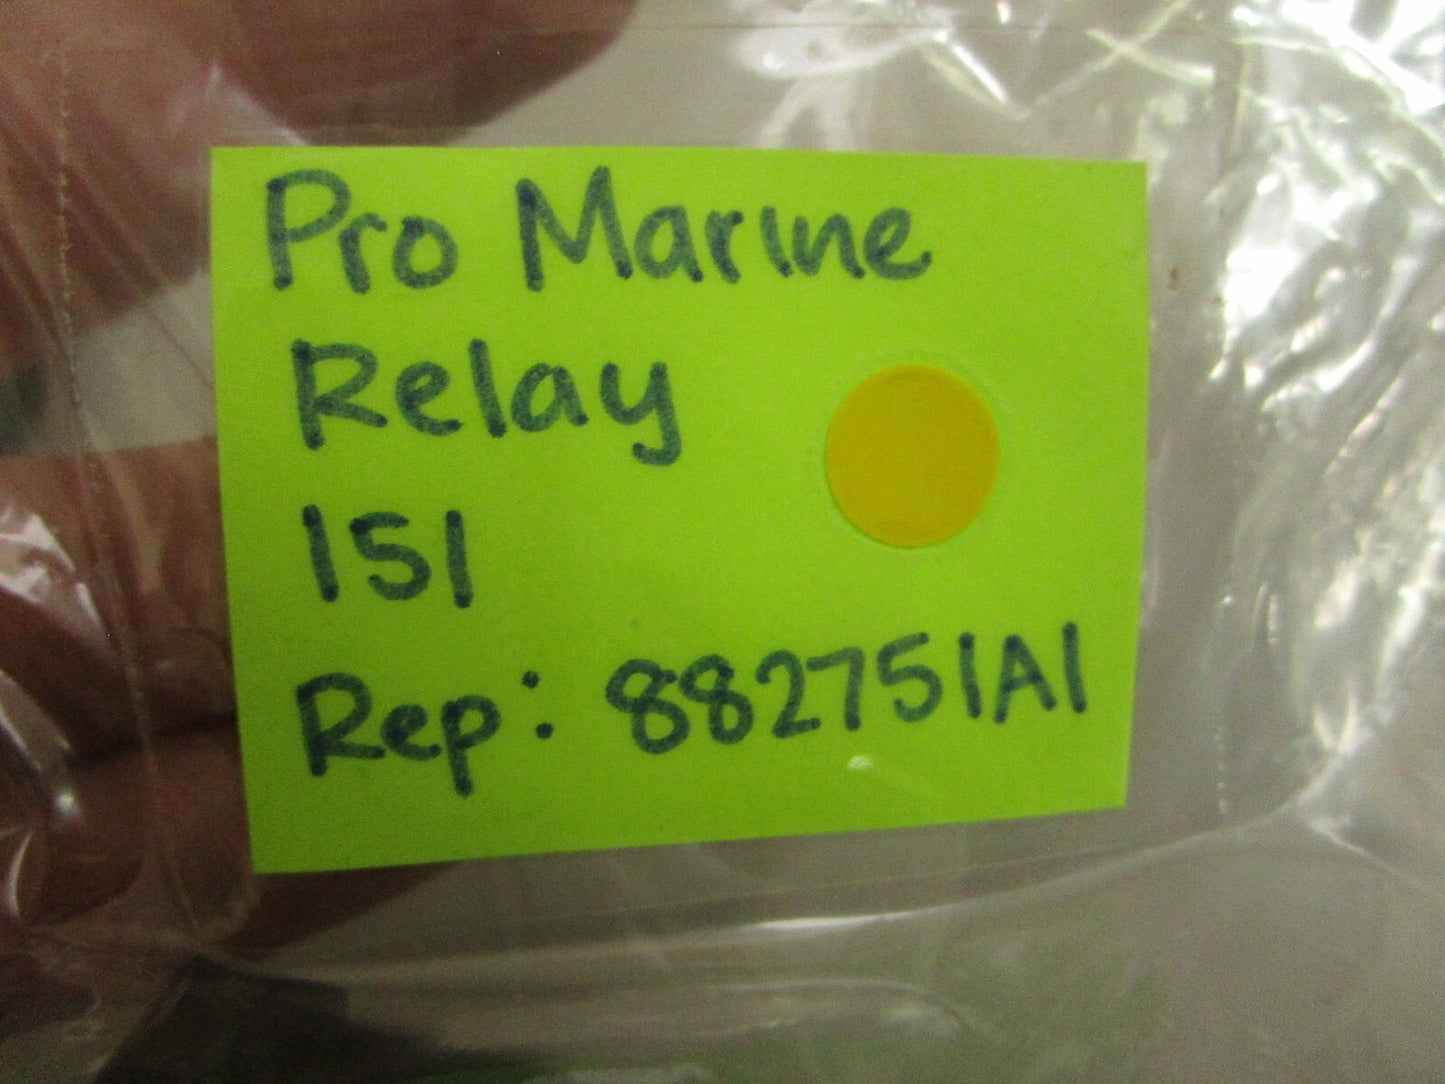 Pro Marine
Relay
151
Rep: 882751A1